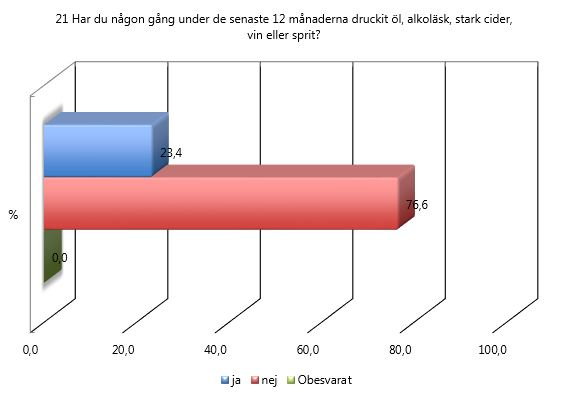 21 Har du någon gång under de senaste 12 månaderna druckit öl, alkoläsk, stark cider,
vin eller sprit?
23,4
76,6
%
0,0
0,0 20,0 40,0 60,0 80,0 100,0
ja nej Obesvarat